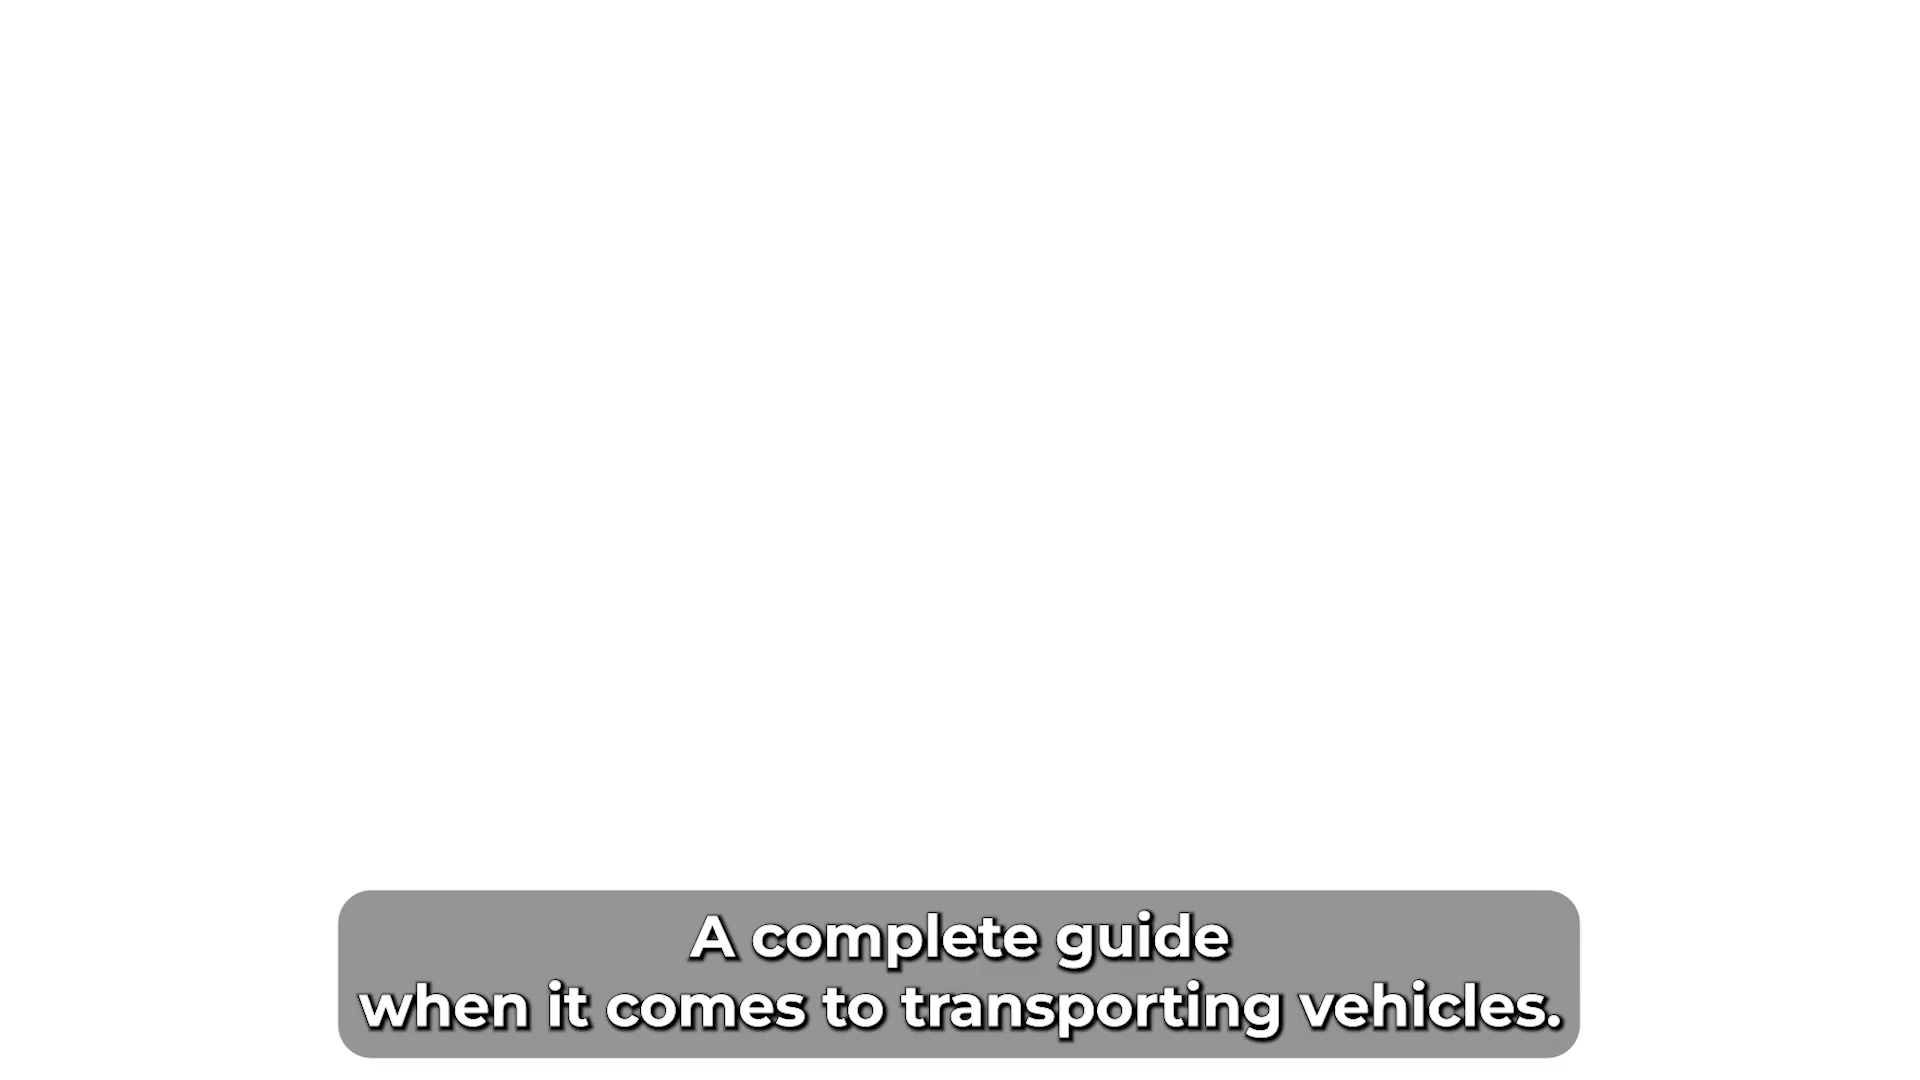 A complete guide
when it comes to transporting vehicles.